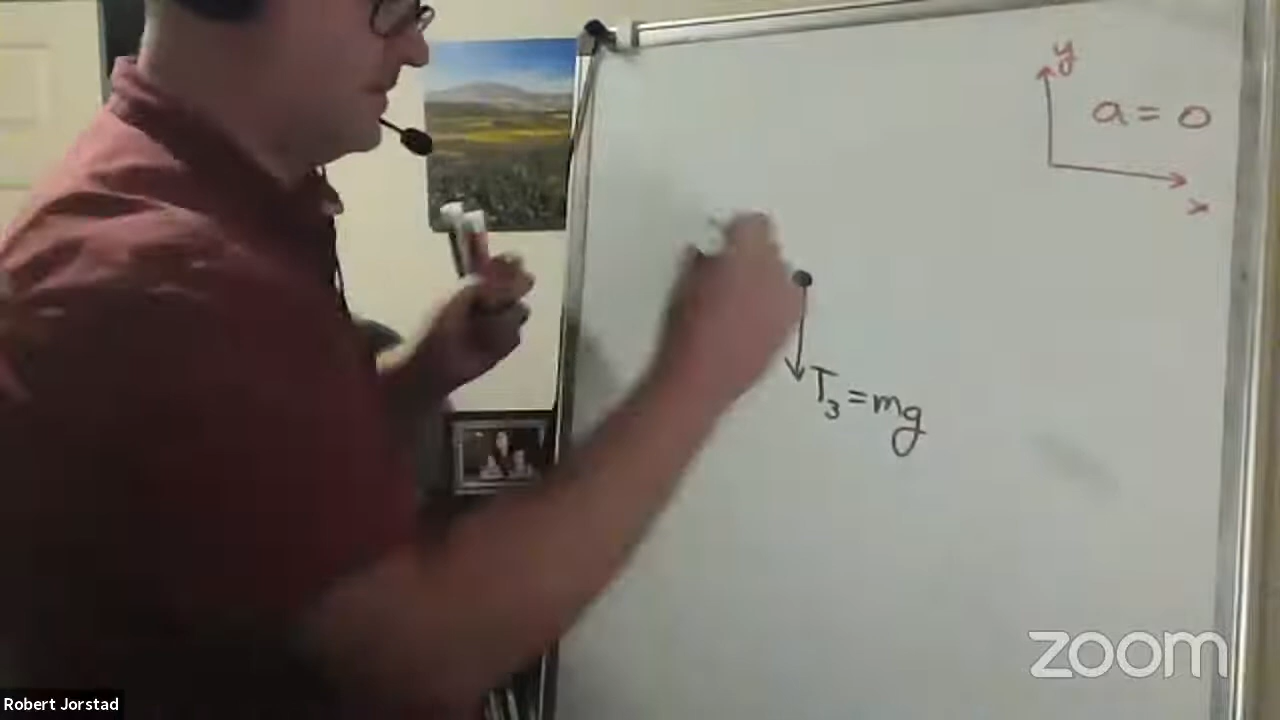 y
a = 0
x
T₃ = mg
zoom
Robert Jorstad